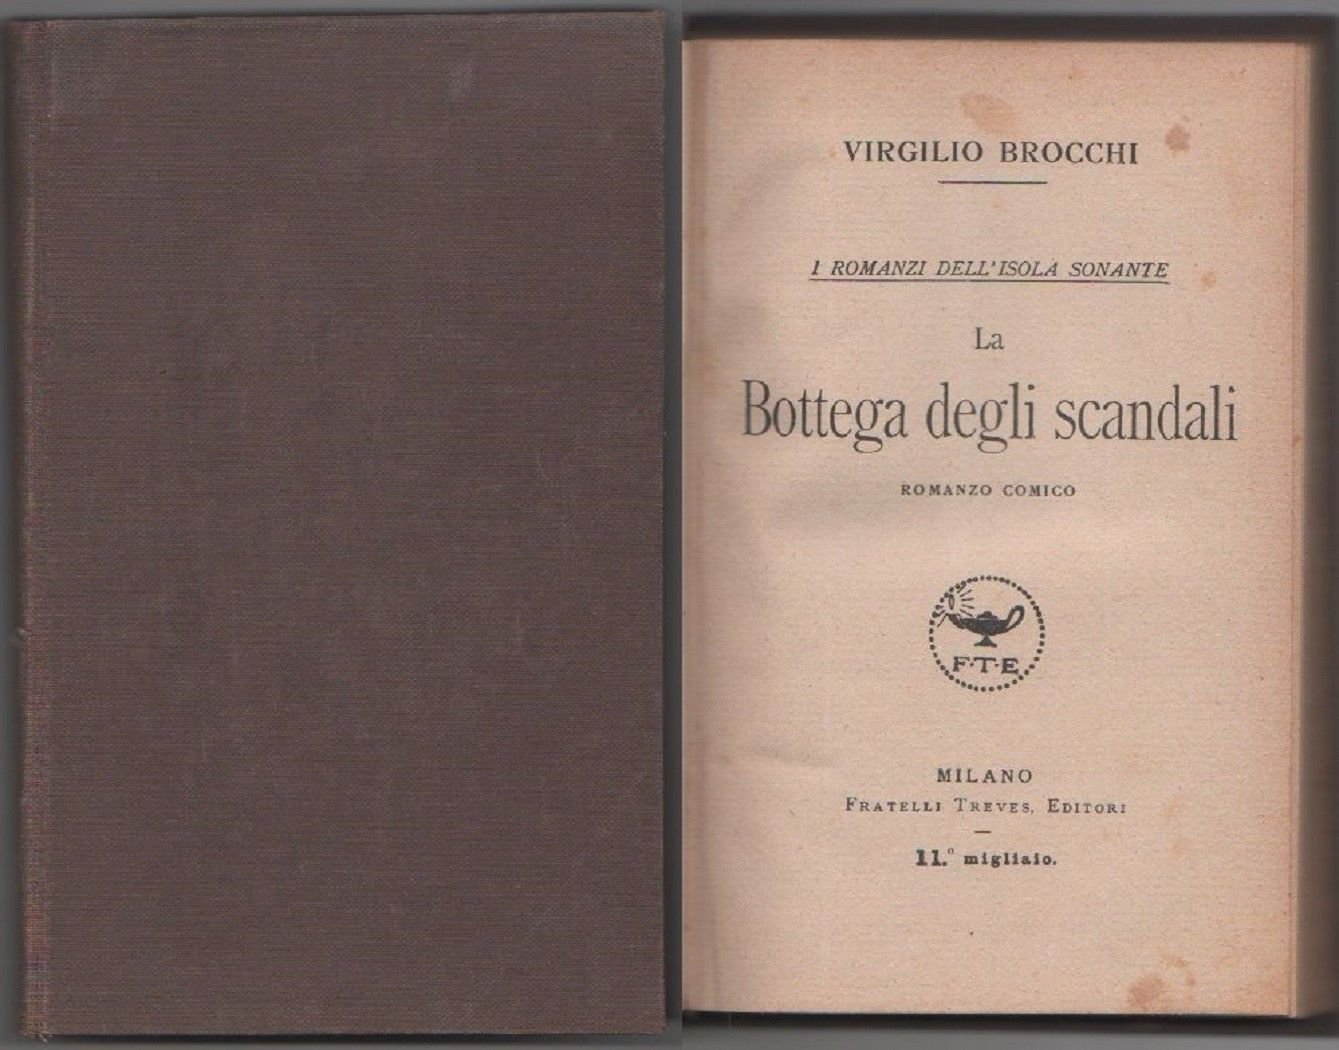 VIRGILIO BROCCHI
I ROMANZI DELL'ISOLA SONANTE
La
Bottega degli scandali
ROMANZO COMICO
F·T·E
MILANO
FRATELLI TREVES, EDITORI
11.º migliaio.